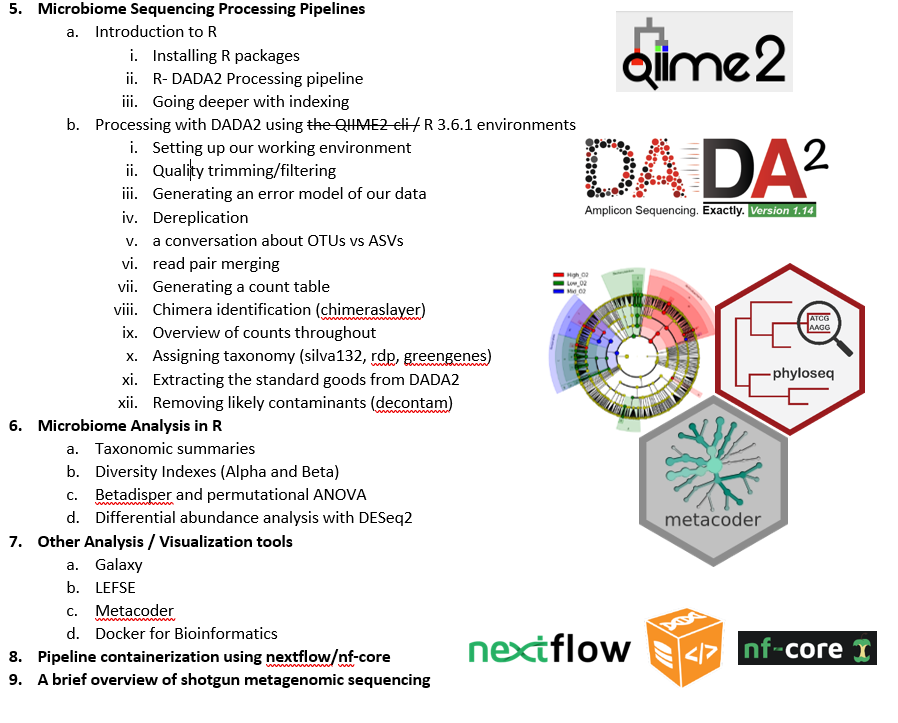 5. Microbiome Sequencing Processing Pipelines
a. Introduction to R
i. Installing R packages
ii. R- DADA2 Processing pipeline
iii. Going deeper with indexing
b. Processing with DADA2 using the QIIME2 cli / R 3.6.1 environments
i. Setting up our working environment
ii. Quality trimming/filtering
iii. Generating an error model of our data
iv. Dereplication
v. a conversation about OTUs vs ASVs
vi. read pair merging
vii. Generating a count table
viii. Chimera identification (chimeraslayer)
ix. Overview of counts throughout
x. Assigning taxonomy (silva132, rdp, greengenes)
xi. Extracting the standard goods from DADA2
xii. Removing likely contaminants (decontam)
6. Microbiome Analysis in R
a. Taxonomic summaries
b. Diversity Indexes (Alpha and Beta)
c. Betadisper and permutational ANOVA
d. Differential abundance analysis with DESeq2
7. Other Analysis / Visualization tools
a. Galaxy
b. LEFSE
c. Metacoder
d. Docker for Bioinformatics
8. Pipeline containerization using nextflow/nf-core
9. A brief overview of shotgun metagenomic sequencing
qiime2
DADA2
Amplicon Sequencing. Exactly. Version 1.14
High_O2
Low_O2
Mid_O2
ATCG
AAGG
phyloseq
metacoder
nextflow
</>
nf-core